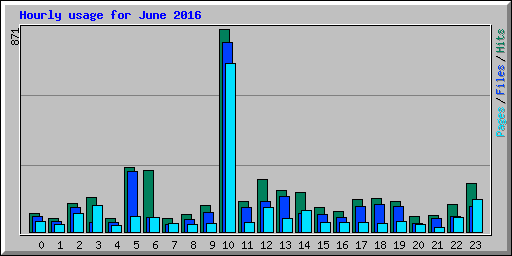 Hourly usage for June 2016
871
Pages/Files/Hits
0 1 2 3 4 5 6 7 8 9 10 11 12 13 14 15 16 17 18 19 20 21 22 23